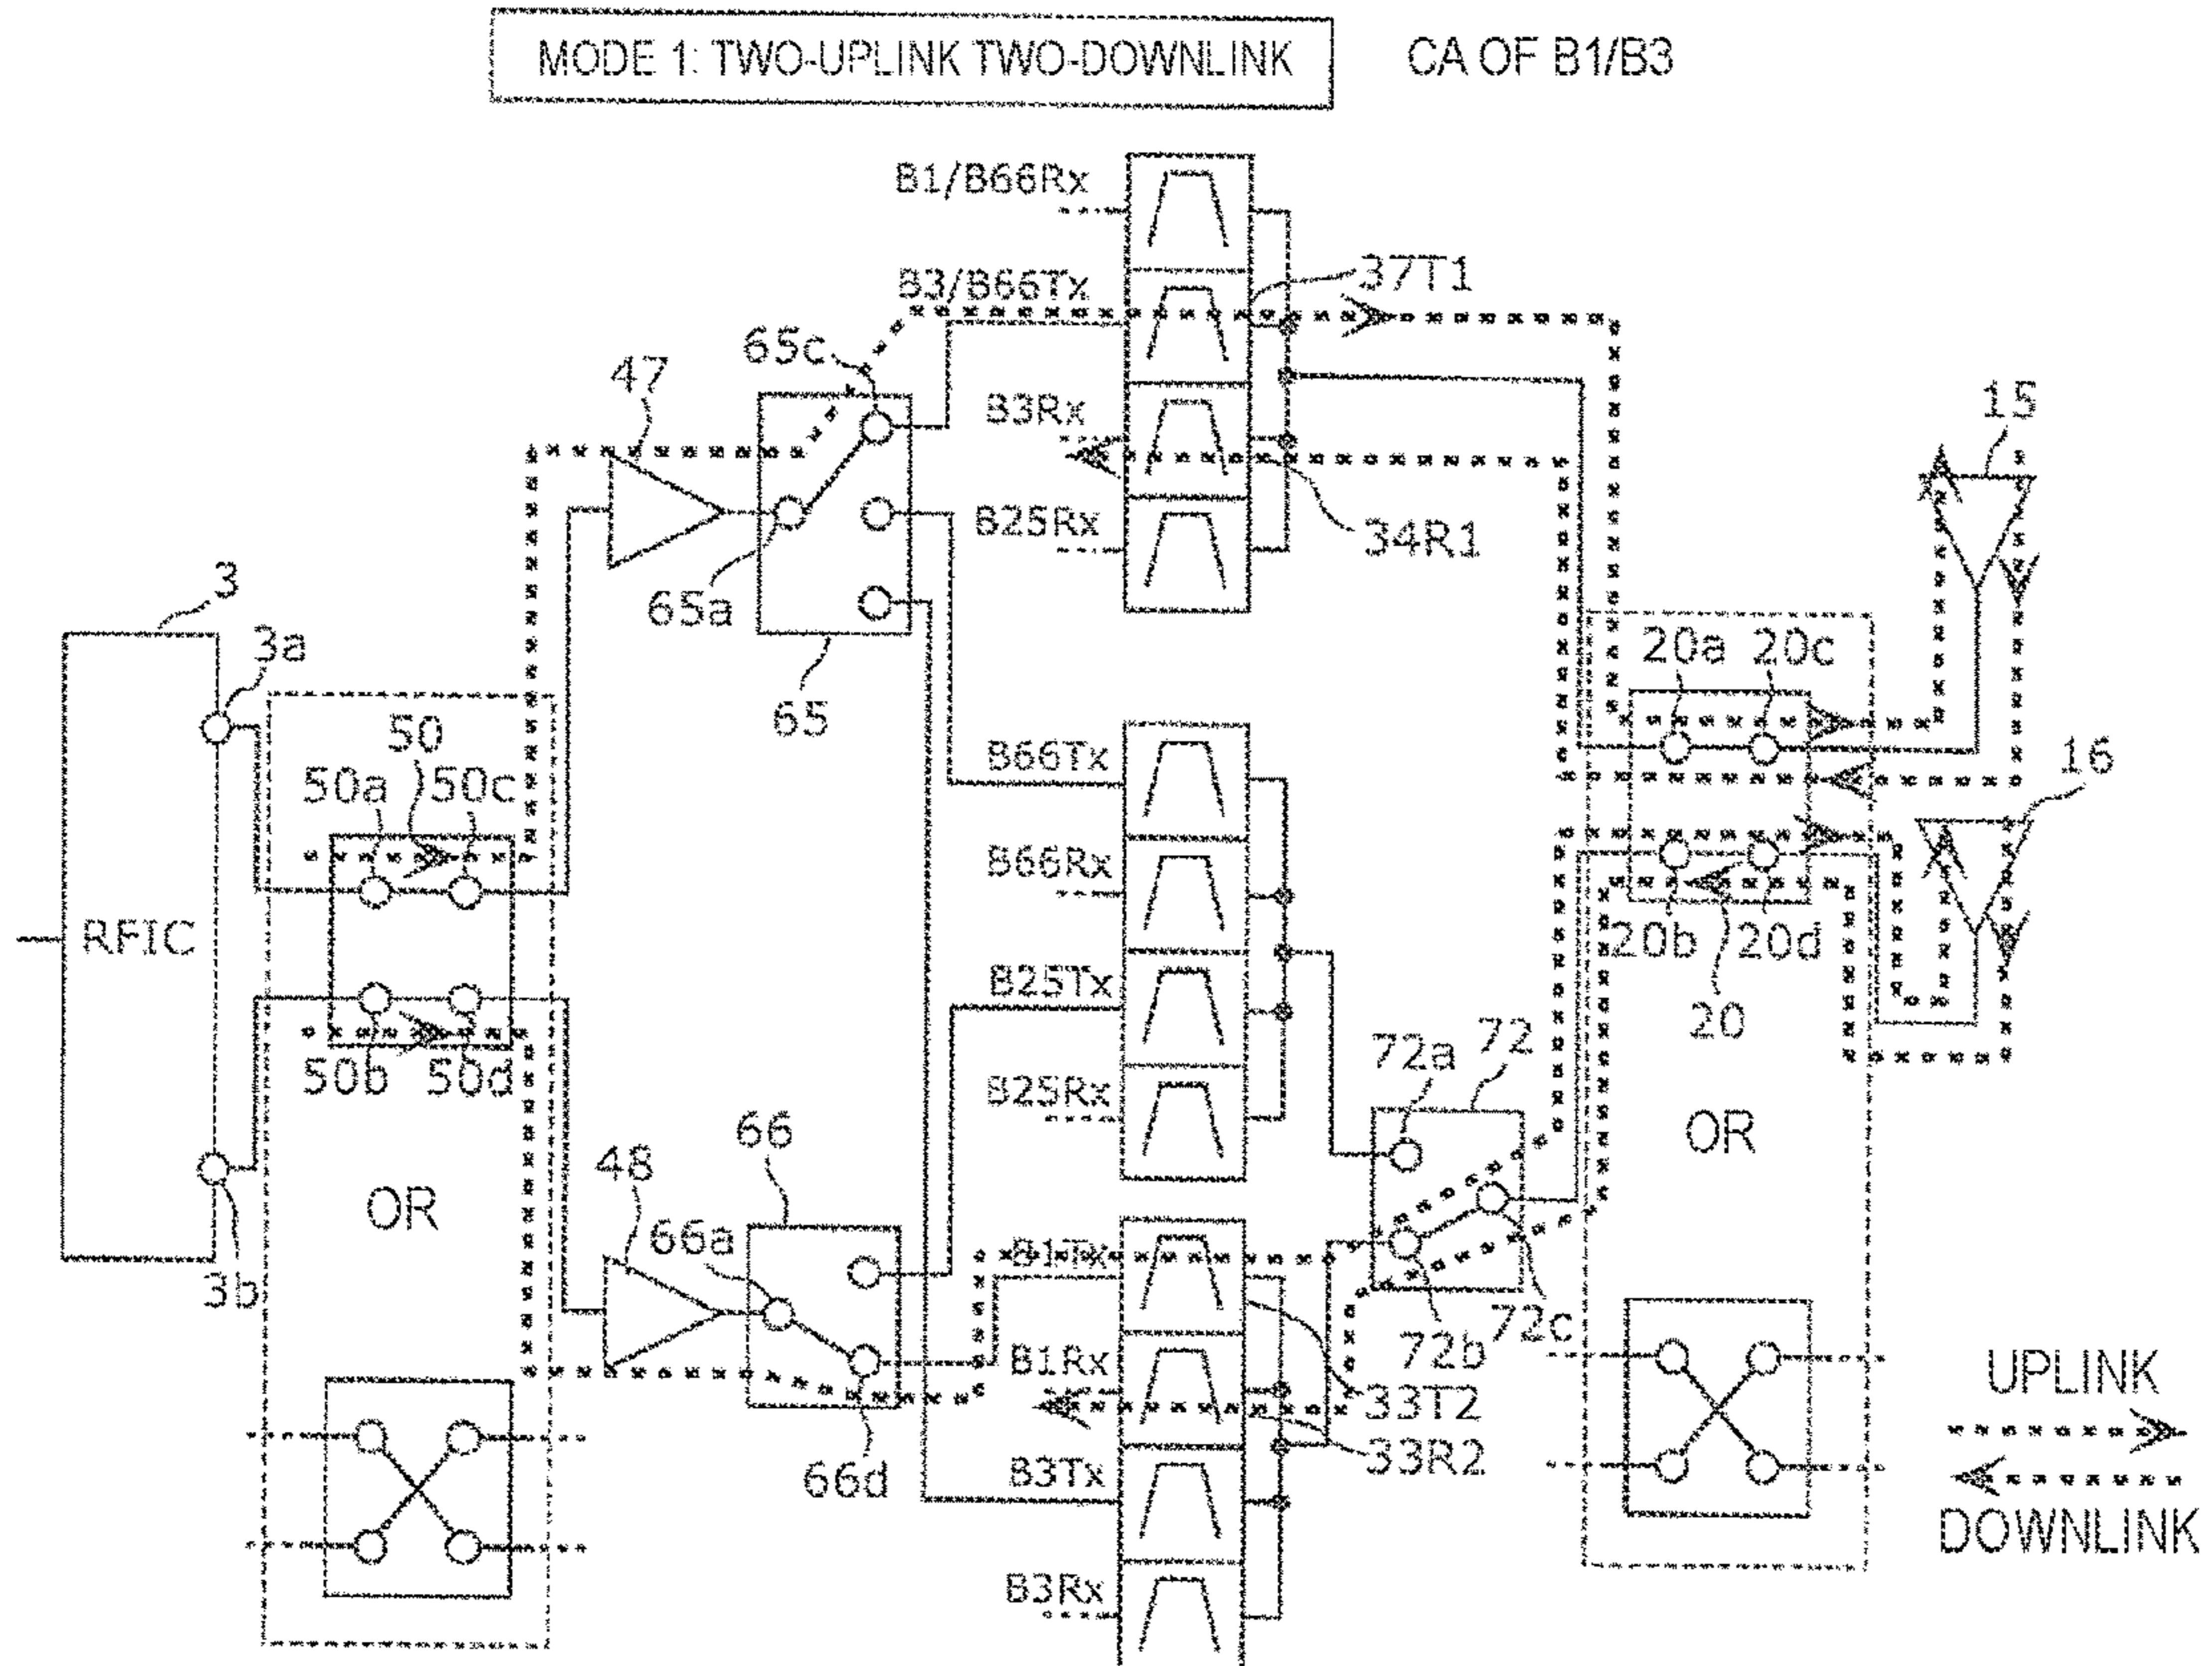 MODE 1: TWO-UPLINK TWO-DOWNLINK
CA OF B1/B3
B1/B66Rx
B3/B66Tx
37T1
65c
47
B3Rx
15
B25Rx
34R1
65a
3
3a
20a 20c
65
50
B66Tx
16
50a 50c
B66Rx
RFIC
20b 20d
B25Tx
20
72a 72
50b 50d
B25Rx
66
OR
48
OR
66a
B1Tx
3b
72c
72b
B1Rx
UPLINK
33T2
33R2
66d
B3Tx
DOWNLINK
B3Rx